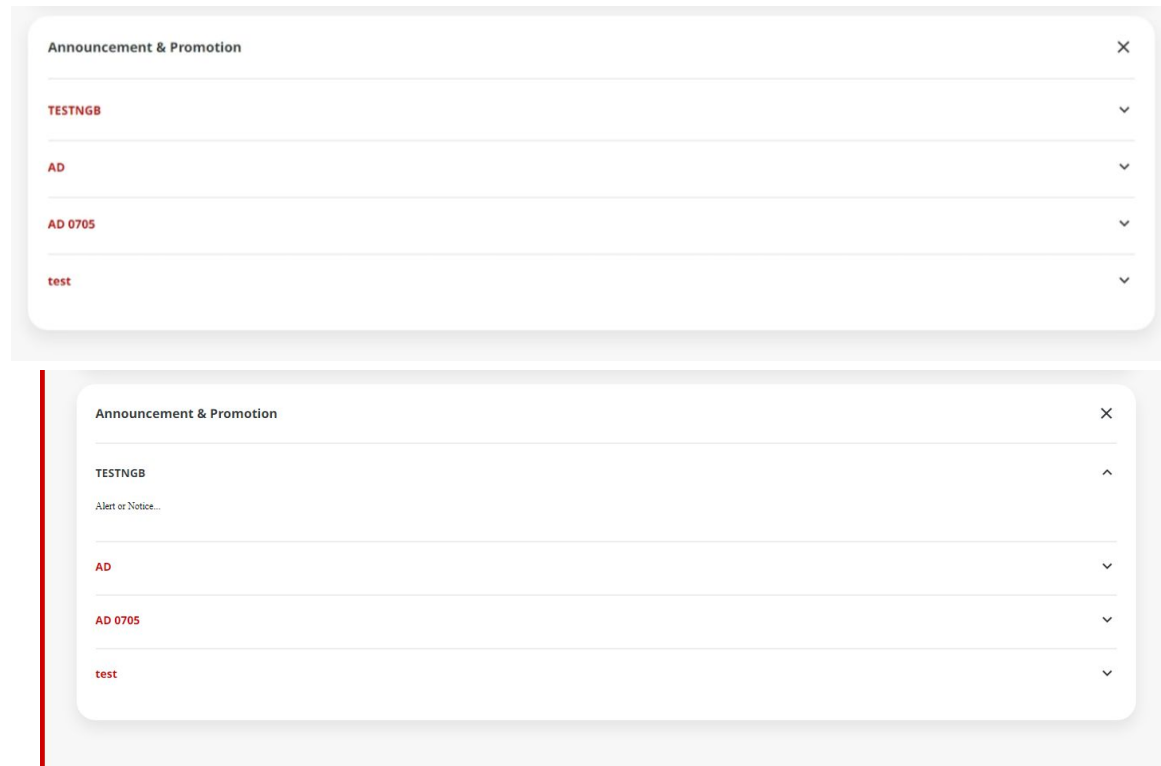 Announcement & Promotion
TESTNGB
AD
AD 0705
test
Announcement & Promotion
TESTNGB
Alert or Notice...
AD
AD 0705
test